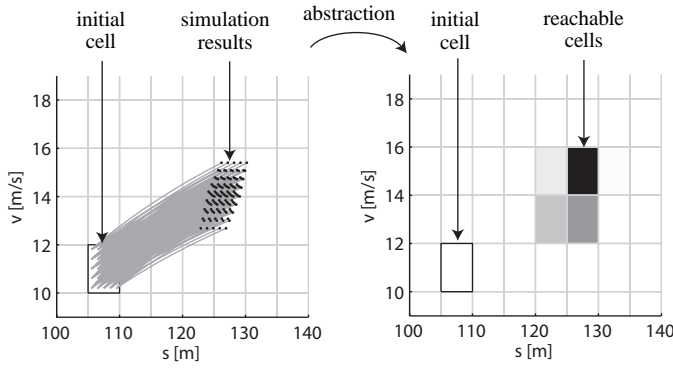 initial
cell
simulation
results
abstraction
initial
cell
reachable
cells
18
16
14
12
10
v [m/s]
100 110 120 130 140
s [m]
18
16
14
12
10
v [m/s]
100 110 120 130 140
s [m]